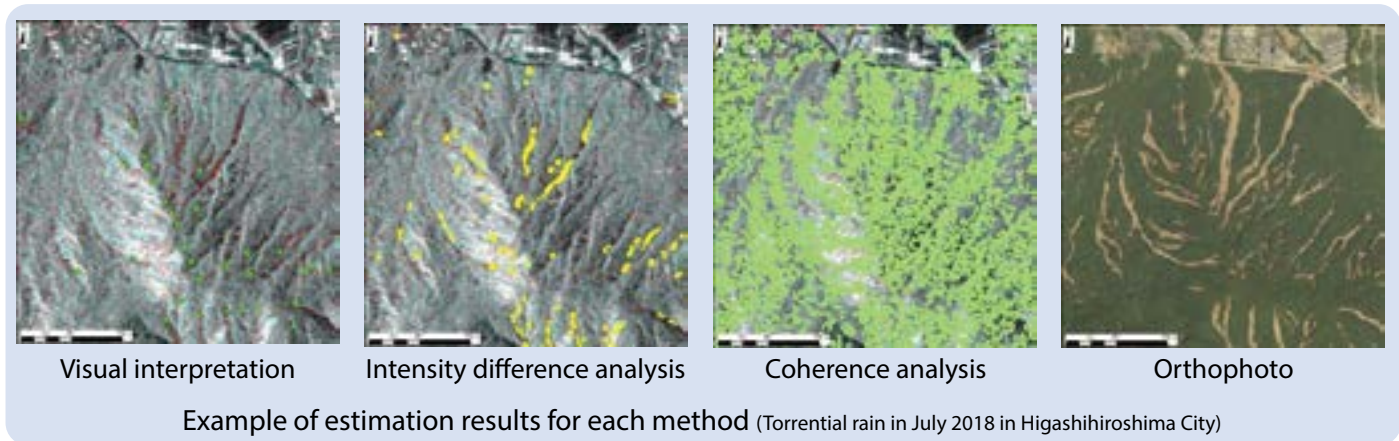 Visual interpretation
Intensity difference analysis
Coherence analysis
Orthophoto
Example of estimation results for each method (Torrential rain in July 2018 in Higashihiroshima City)